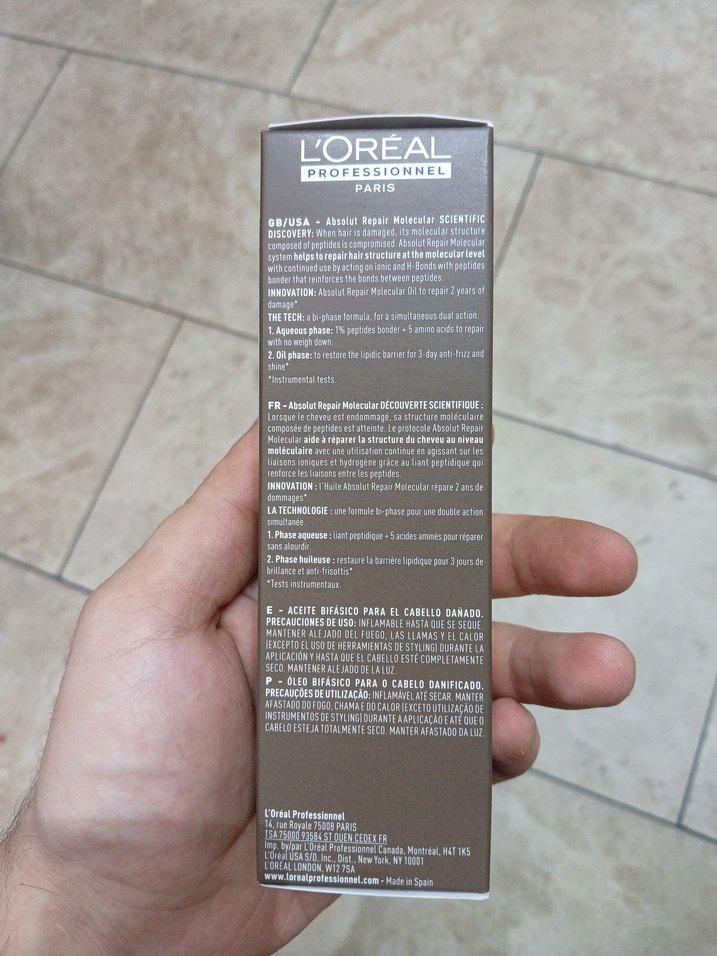 L'ORÉAL
PROFESSIONNEL
PARIS
GB/USA - Absolut Repair Molecular SCIENTIFIC
DISCOVERY: When hair is damaged, its molecular structure
composed of peptides is compromised. Absolut Repair Molecular
system helps to repair hair structure at the molecular level
with continued use by acting on ionic and H-Bonds with peptides
bonder that reinforces the bonds between peptides.
INNOVATION: Absolut Repair Molecular Oil to repair 2 years of
damage*.
THE TECH: a bi-phase formula, for a simultaneous dual action.
1. Aqueous phase: 1% peptides bonder + 5 amino acids to repair
with no weigh down.
2. Oil phase: to restore the lipidic barrier for 3-day anti-frizz and
shine*.
*Instrumental tests.
FR - Absolut Repair Molecular DÉCOUVERTE SCIENTIFIQUE :
Lorsque le cheveu est endommagé, sa structure moléculaire
composée de peptides est atteinte. Le protocole Absolut Repair
Molecular aide à réparer la structure du cheveu au niveau
moléculaire avec une utilisation continue en agissant sur les
liaisons ioniques et hydrogène grâce au liant peptidique qui
renforce les liaisons entre les peptides.
INNOVATION : l'Huile Absolut Repair Molecular répare 2 ans de
dommages*
LA TECHNOLOGIE : une formule bi-phase pour une double action
simultanée.
1. Phase aqueuse : liant peptidique + 5 acides aminés pour réparer
sans alourdir.
2. Phase huileuse : restaure la barrière lipidique pour 3 jours de
brillance et anti-frisottis*.
*Tests instrumentaux.
E - ACEITE BIFÁSICO PARA EL CABELLO DAÑADO.
PRECAUCIONES DE USO: INFLAMABLE HASTA QUE SE SEQUE.
MANTENER ALEJADO DEL FUEGO, LAS LLAMAS Y EL CALOR
(EXCEPTO EL USO DE HERRAMIENTAS DE STYLING) DURANTE LA
APLICACIÓN Y HASTA QUE EL CABELLO ESTÉ COMPLETAMENTE
SECO. MANTENER ALEJADO DE LA LUZ.
P - ÓLEO BIFÁSICO PARA O CABELO DANIFICADO.
PRECAUÇÕES DE UTILIZAÇÃO: INFLAMÁVEL ATÉ SECAR. MANTER
AFASTADO DO FOGO, CHAMA E DO CALOR (EXCETO UTILIZAÇÃO DE
INSTRUMENTOS DE STYLING) DURANTE A APLICAÇÃO E ATÉ QUE O
CABELO ESTEJA TOTALMENTE SECO. MANTER AFASTADO DA LUZ.
L'Oréal Professionnel
14, rue Royale 75008 PARIS
TSA 75000 93584 ST OUEN CEDEX FR
Imp. by/par L'Oréal Professionnel Canada, Montréal, H4T 1K5
L'Oréal USA S/D, Inc., Dist., New York, NY 10001
L'ORÉAL LONDON, W12 7SA
www.lorealprofessionnel.com - Made in Spain